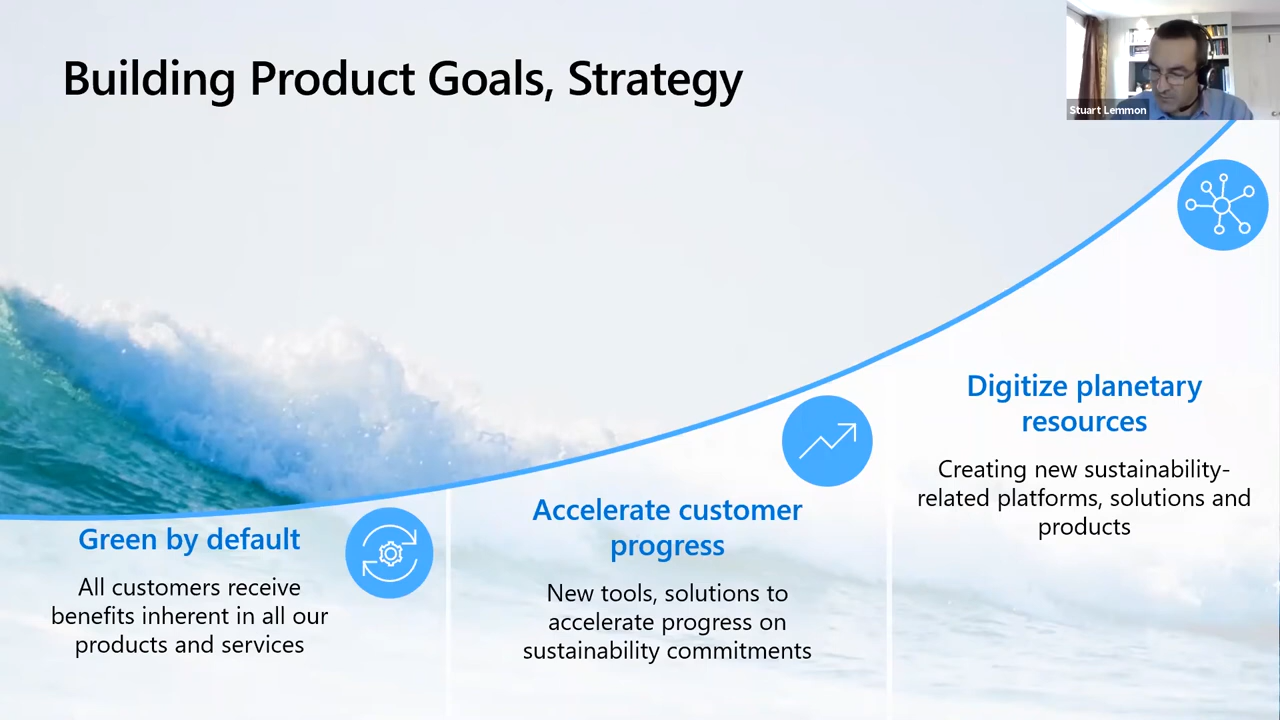 Building Product Goals, Strategy
Stuart Lemmon
Green by default
All customers receive
benefits inherent in all our
products and services
Accelerate customer
progress
New tools, solutions to
accelerate progress on
sustainability commitments
Digitize planetary
resources
Creating new sustainability-
related platforms, solutions and
products